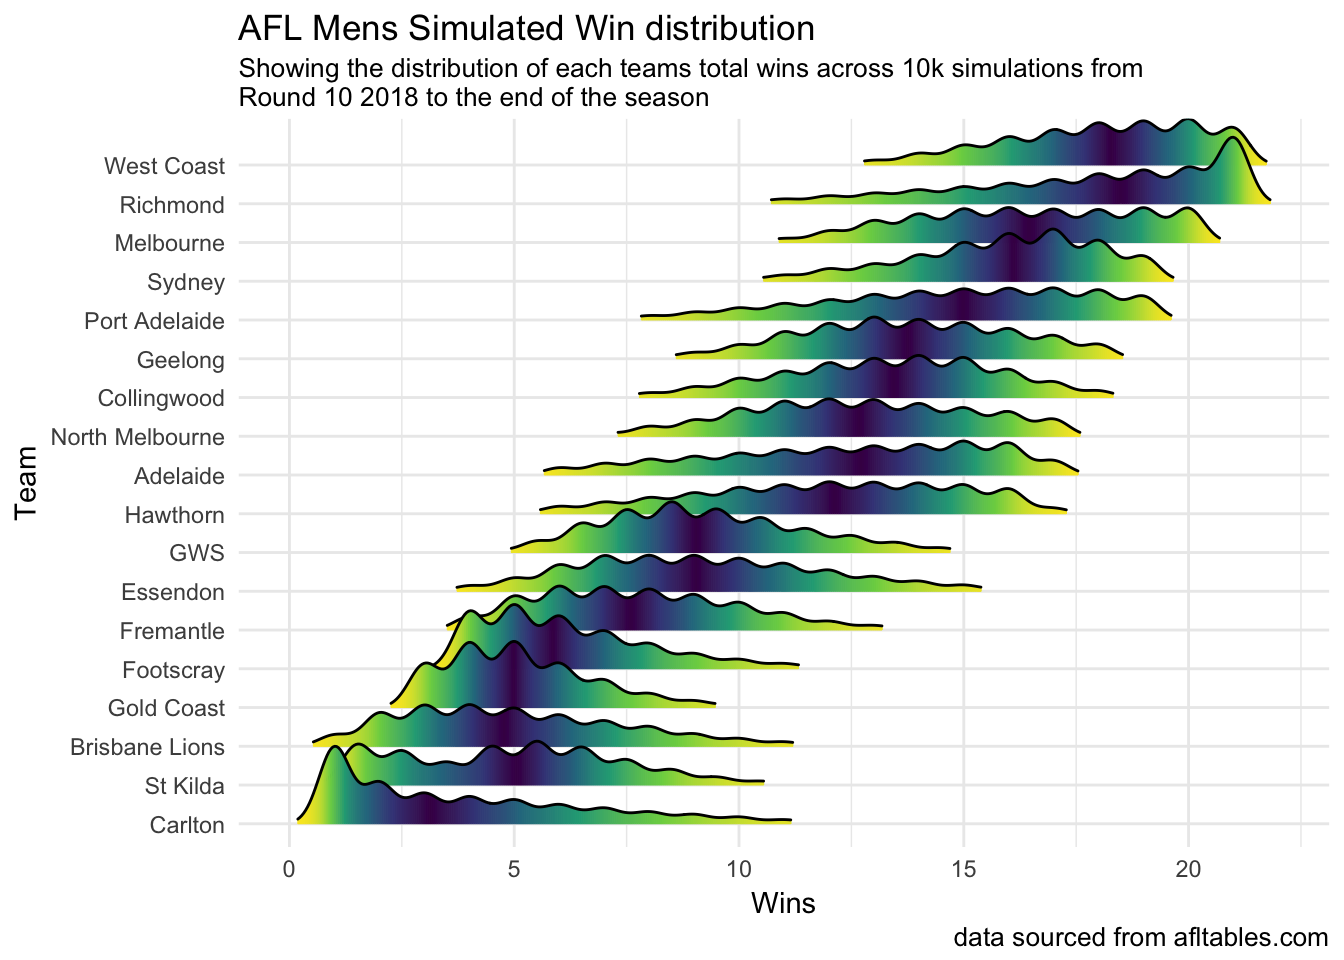 AFL Mens Simulated Win distribution
Showing the distribution of each teams total wins across 10k simulations from
Round 10 2018 to the end of the season
Team
West Coast
Richmond
Melbourne
Sydney
Port Adelaide
Geelong
Collingwood
North Melbourne
Adelaide
Hawthorn
GWS
Essendon
Fremantle
Footscray
Gold Coast
Brisbane Lions
St Kilda
Carlton
0 5 10 15 20
Wins
data sourced from afltables.com